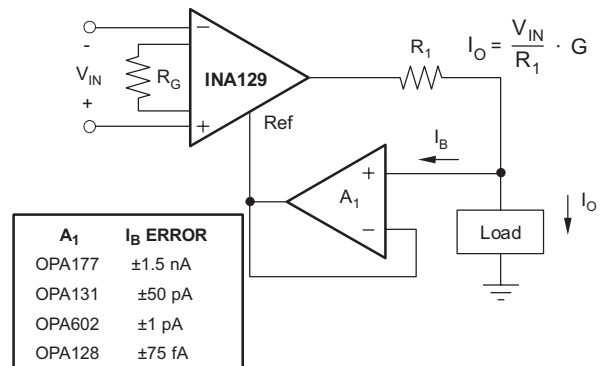 -
V_IN
+
R_G
−
INA129
+
Ref
R_1
I_O = V_IN / R_1 · G
I_B
A_1
+
−
Load
I_O
A_1 I_B ERROR
OPA177 ±1.5 nA
OPA131 ±50 pA
OPA602 ±1 pA
OPA128 ±75 fA